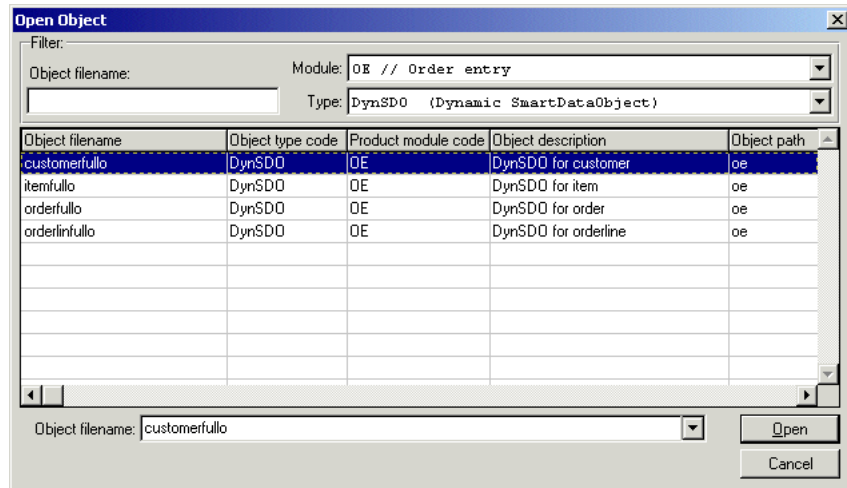 Open Object
Filter:
Object filename:
Module: OE // Order entry
Type: DynSDO (Dynamic SmartDataObject)
Object filename Object type code Product module code Object description Object path
customerfullo DynSDO OE DynSDO for customer oe
itemfullo DynSDO OE DynSDO for item oe
orderfullo DynSDO OE DynSDO for order oe
orderlinfullo DynSDO OE DynSDO for orderline oe
Object filename: customerfullo
Open
Cancel